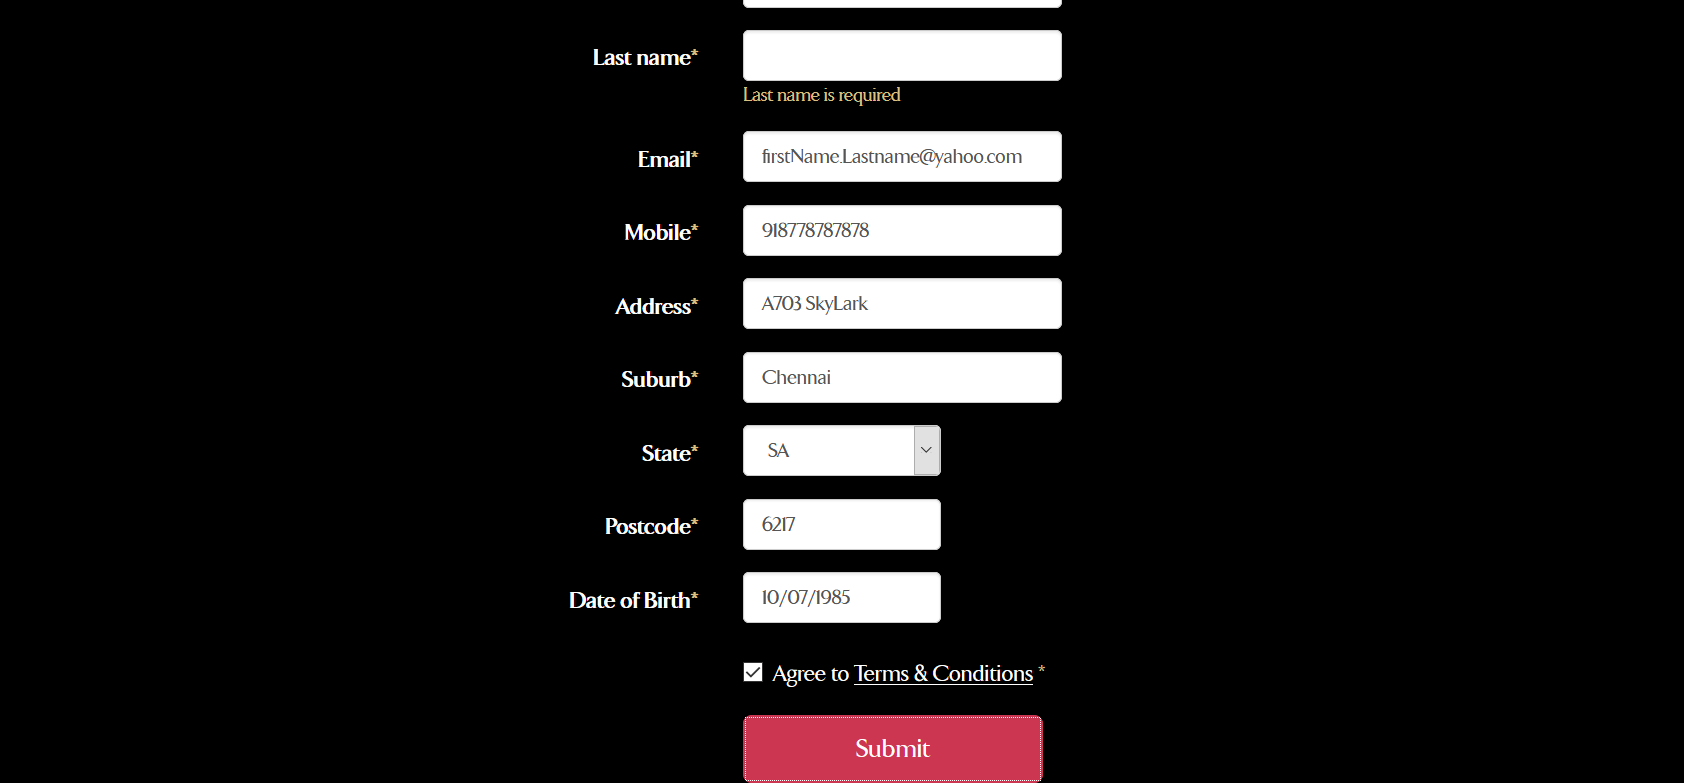 Last name*
Last name is required
Email* firstName.Lastname@yahoo.com
Mobile* 918778787878
Address* A703 SkyLark
Suburb* Chennai
State* SA
Postcode* 6217
Date of Birth* 10/07/1985
Agree to Terms & Conditions *
Submit